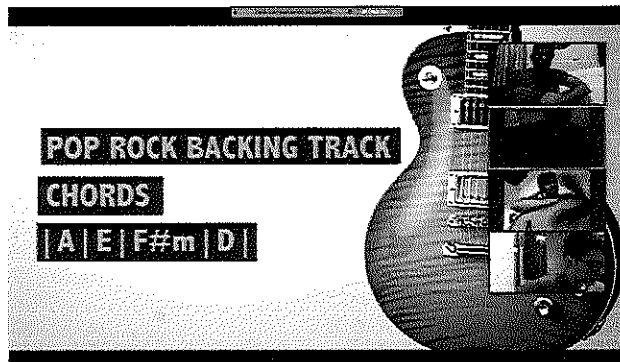 POP ROCK BACKING TRACK
CHORDS
| A | E | F#m | D |